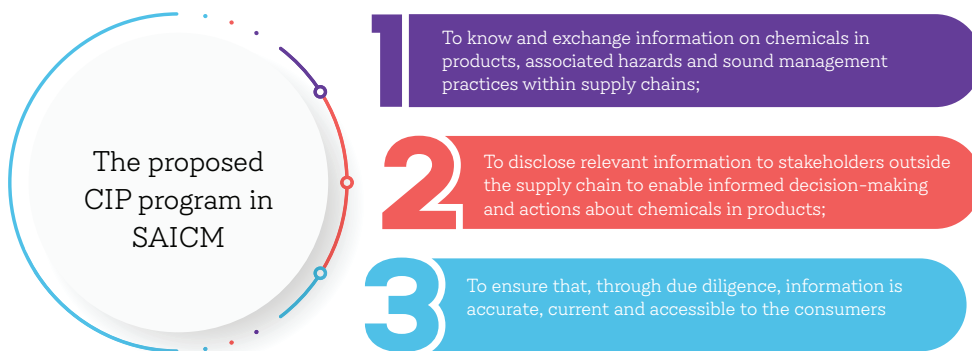 The proposed
CIP program in
SAICM
1
To know and exchange information on chemicals in
products, associated hazards and sound management
practices within supply chains;
2
To disclose relevant information to stakeholders outside
the supply chain to enable informed decision-making
and actions about chemicals in products;
3
To ensure that, through due diligence, information is
accurate, current and accessible to the consumers